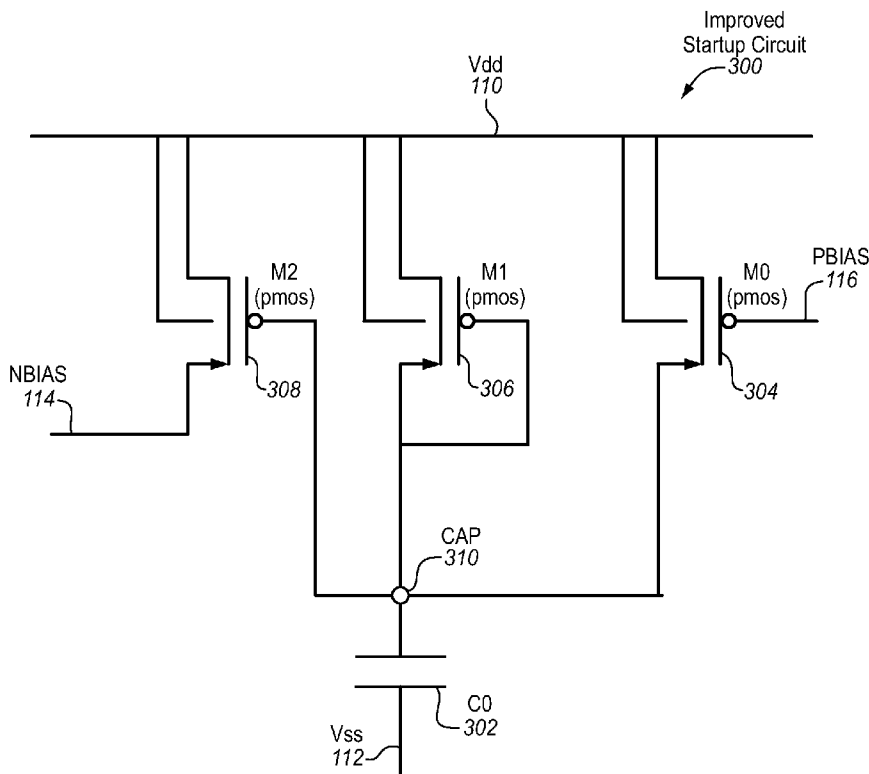 Improved
Startup Circuit
300
Vdd
110
M2
(pmos)
M1
(pmos)
M0
(pmos)
PBIAS
116
308
306
304
NBIAS
114
CAP
310
C0
302
Vss
112